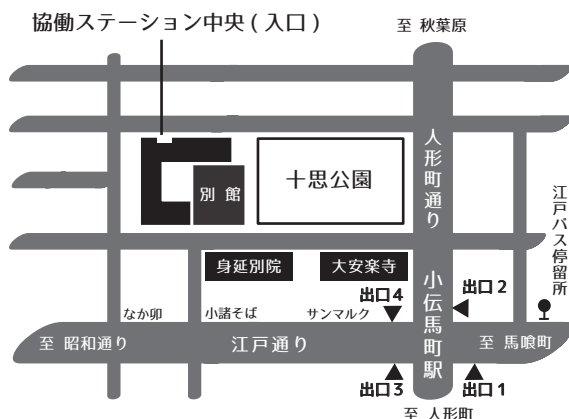 協働ステーション中央 ( 入口 )
至 秋葉原
人形町通り
十思公園
別 館
江戸バス停留所
身延別院
大安楽寺
小伝馬町駅
出口 2
出口4
なか卯
小諸そば
サンマルク
至 昭和通り
江戸通り
至 馬喰町
出口3
出口 1
至 人形町